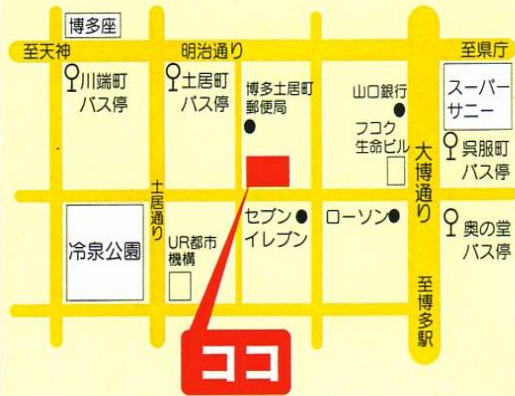 博多座
至天神
明治通り
至県庁
川端町
バス停
土居町
バス停
博多土居町
郵便局
山口銀行
スーパー
サニー
フコク
生命ビル
呉服町
バス停
大博通り
土居通り
冷泉公園
UR都市
機構
セブン
イレブン
ローソン
奥の堂
バス停
至博多駅
ココ